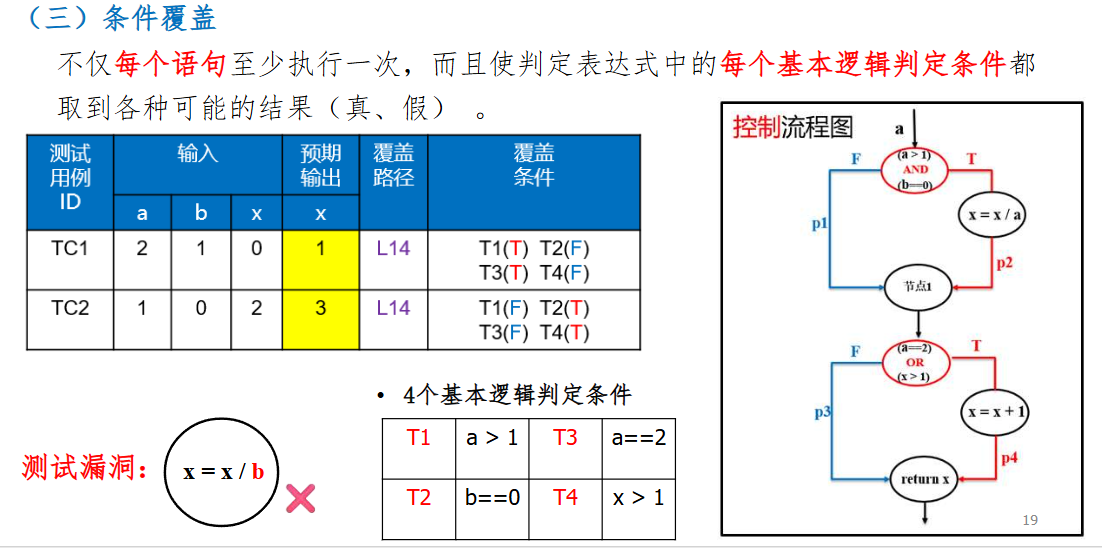 （三）条件覆盖
不仅每个语句至少执行一次，而且使判定表达式中的每个基本逻辑判定条件都
取到各种可能的结果（真、假） 。
测试用例ID 输入 预期输出 覆盖路径 覆盖条件
a b x x
TC1 2 1 0 1 L14 T1(T) T2(F)
T3(T) T4(F)
TC2 1 0 2 3 L14 T1(F) T2(T)
T3(F) T4(T)
• 4个基本逻辑判定条件
T1 a > 1 T3 a==2
T2 b==0 T4 x > 1
测试漏洞：
x = x / b
控制流程图
a
F
(a > 1)
AND
(b==0)
T
x = x / a
p1
p2
节点1
F
(a==2)
OR
(x > 1)
T
x = x + 1
p3
p4
return x
19